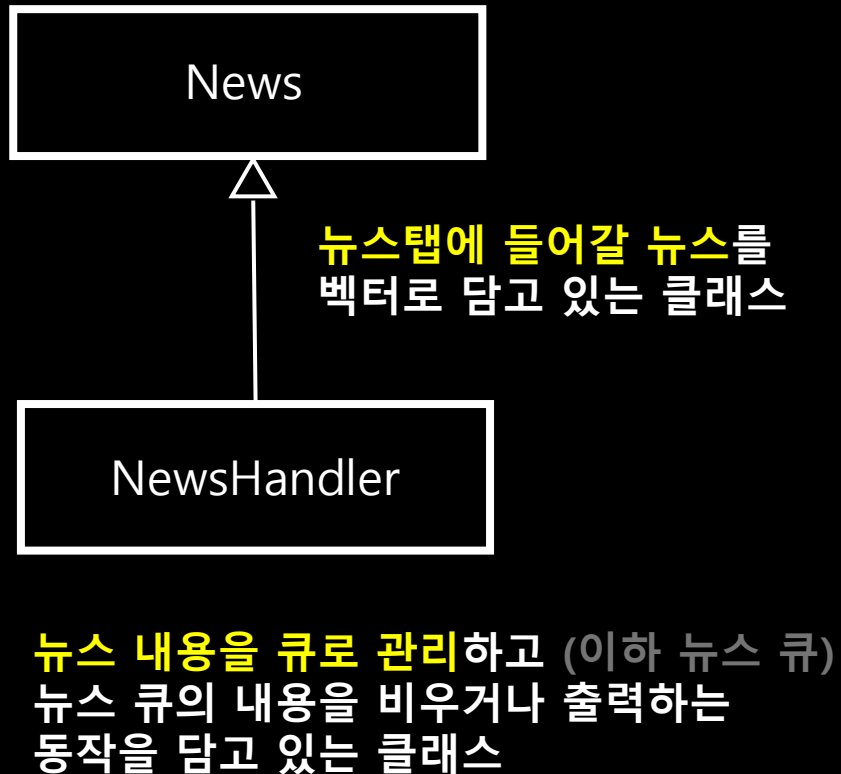 News
뉴스탭에 들어갈 뉴스를
벡터로 담고 있는 클래스
NewsHandler
뉴스 내용을 큐로 관리하고 (이하 뉴스 큐)
뉴스 큐의 내용을 비우거나 출력하는
동작을 담고 있는 클래스